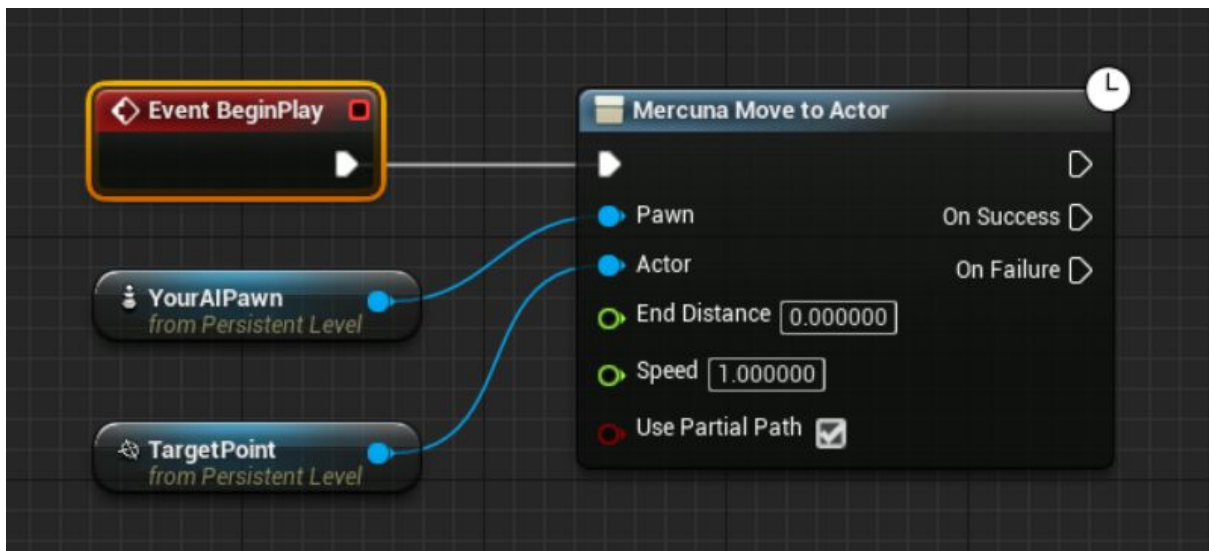 Event BeginPlay
Mercuna Move to Actor
Pawn
On Success
Actor
On Failure
YourAIPawn
from Persistent Level
End Distance 0.000000
Speed 1.000000
Use Partial Path
TargetPoint
from Persistent Level